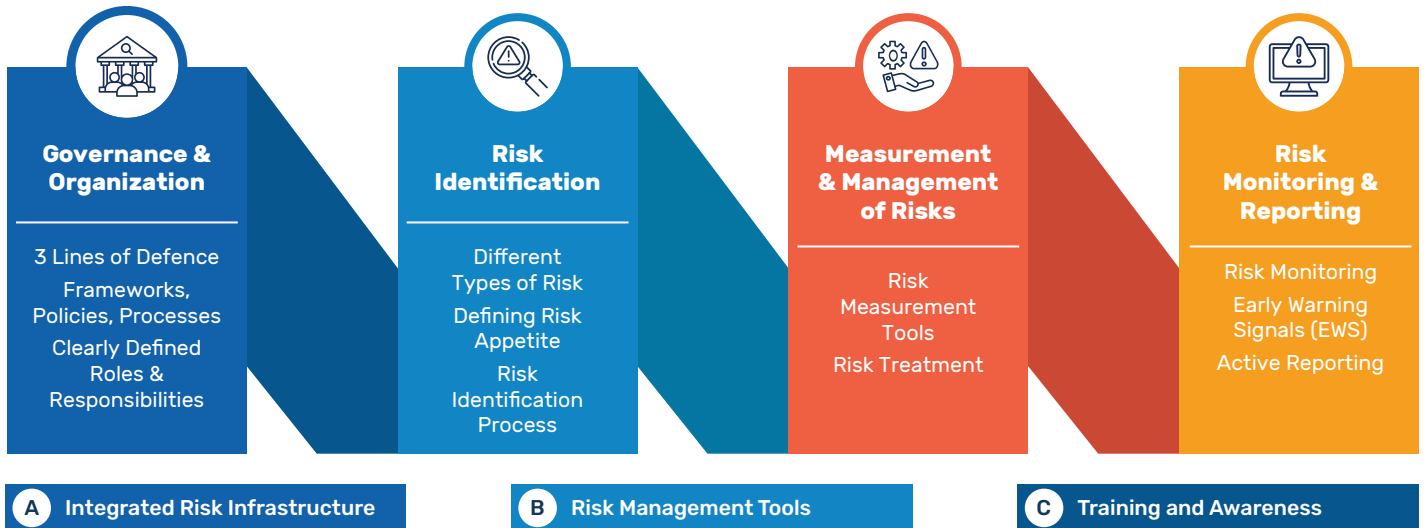 Governance &
Organization
3 Lines of Defence
Frameworks,
Policies, Processes
Clearly Defined
Roles &
Responsibilities
Risk
Identification
Different
Types of Risk
Defining Risk
Appetite
Risk
Identification
Process
Measurement
& Management
of Risks
Risk
Measurement
Tools
Risk Treatment
Risk
Monitoring &
Reporting
Risk Monitoring
Early Warning
Signals (EWS)
Active Reporting
A Integrated Risk Infrastructure
B Risk Management Tools
C Training and Awareness